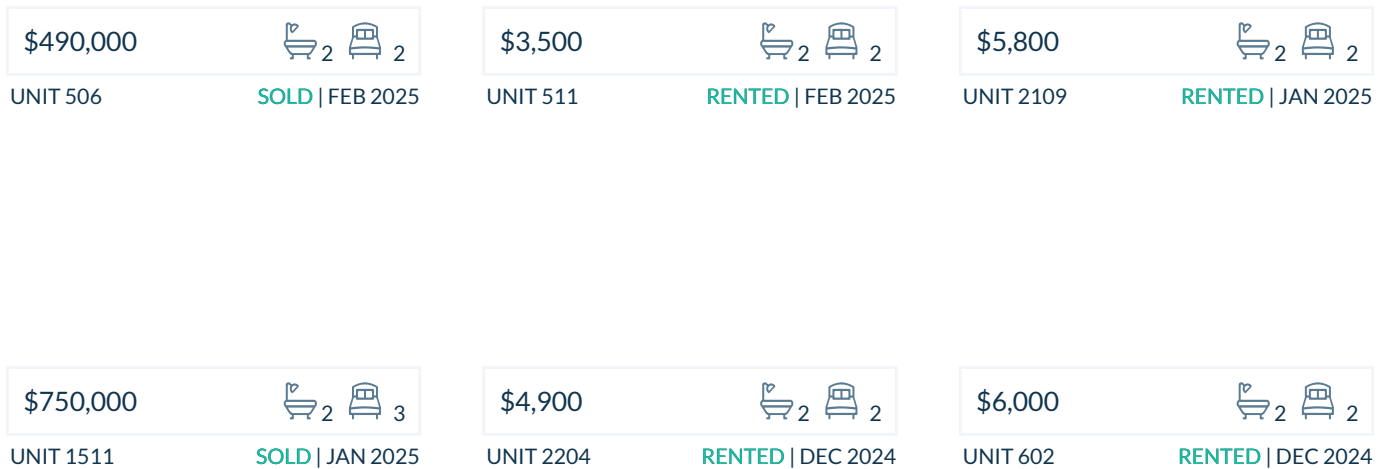 $490,000 2 2 $3,500 2 2 $5,800 2 2
UNIT 506 SOLD | FEB 2025 UNIT 511 RENTED | FEB 2025 UNIT 2109 RENTED | JAN 2025
$750,000 2 3 $4,900 2 2 $6,000 2 2
UNIT 1511 SOLD | JAN 2025 UNIT 2204 RENTED | DEC 2024 UNIT 602 RENTED | DEC 2024